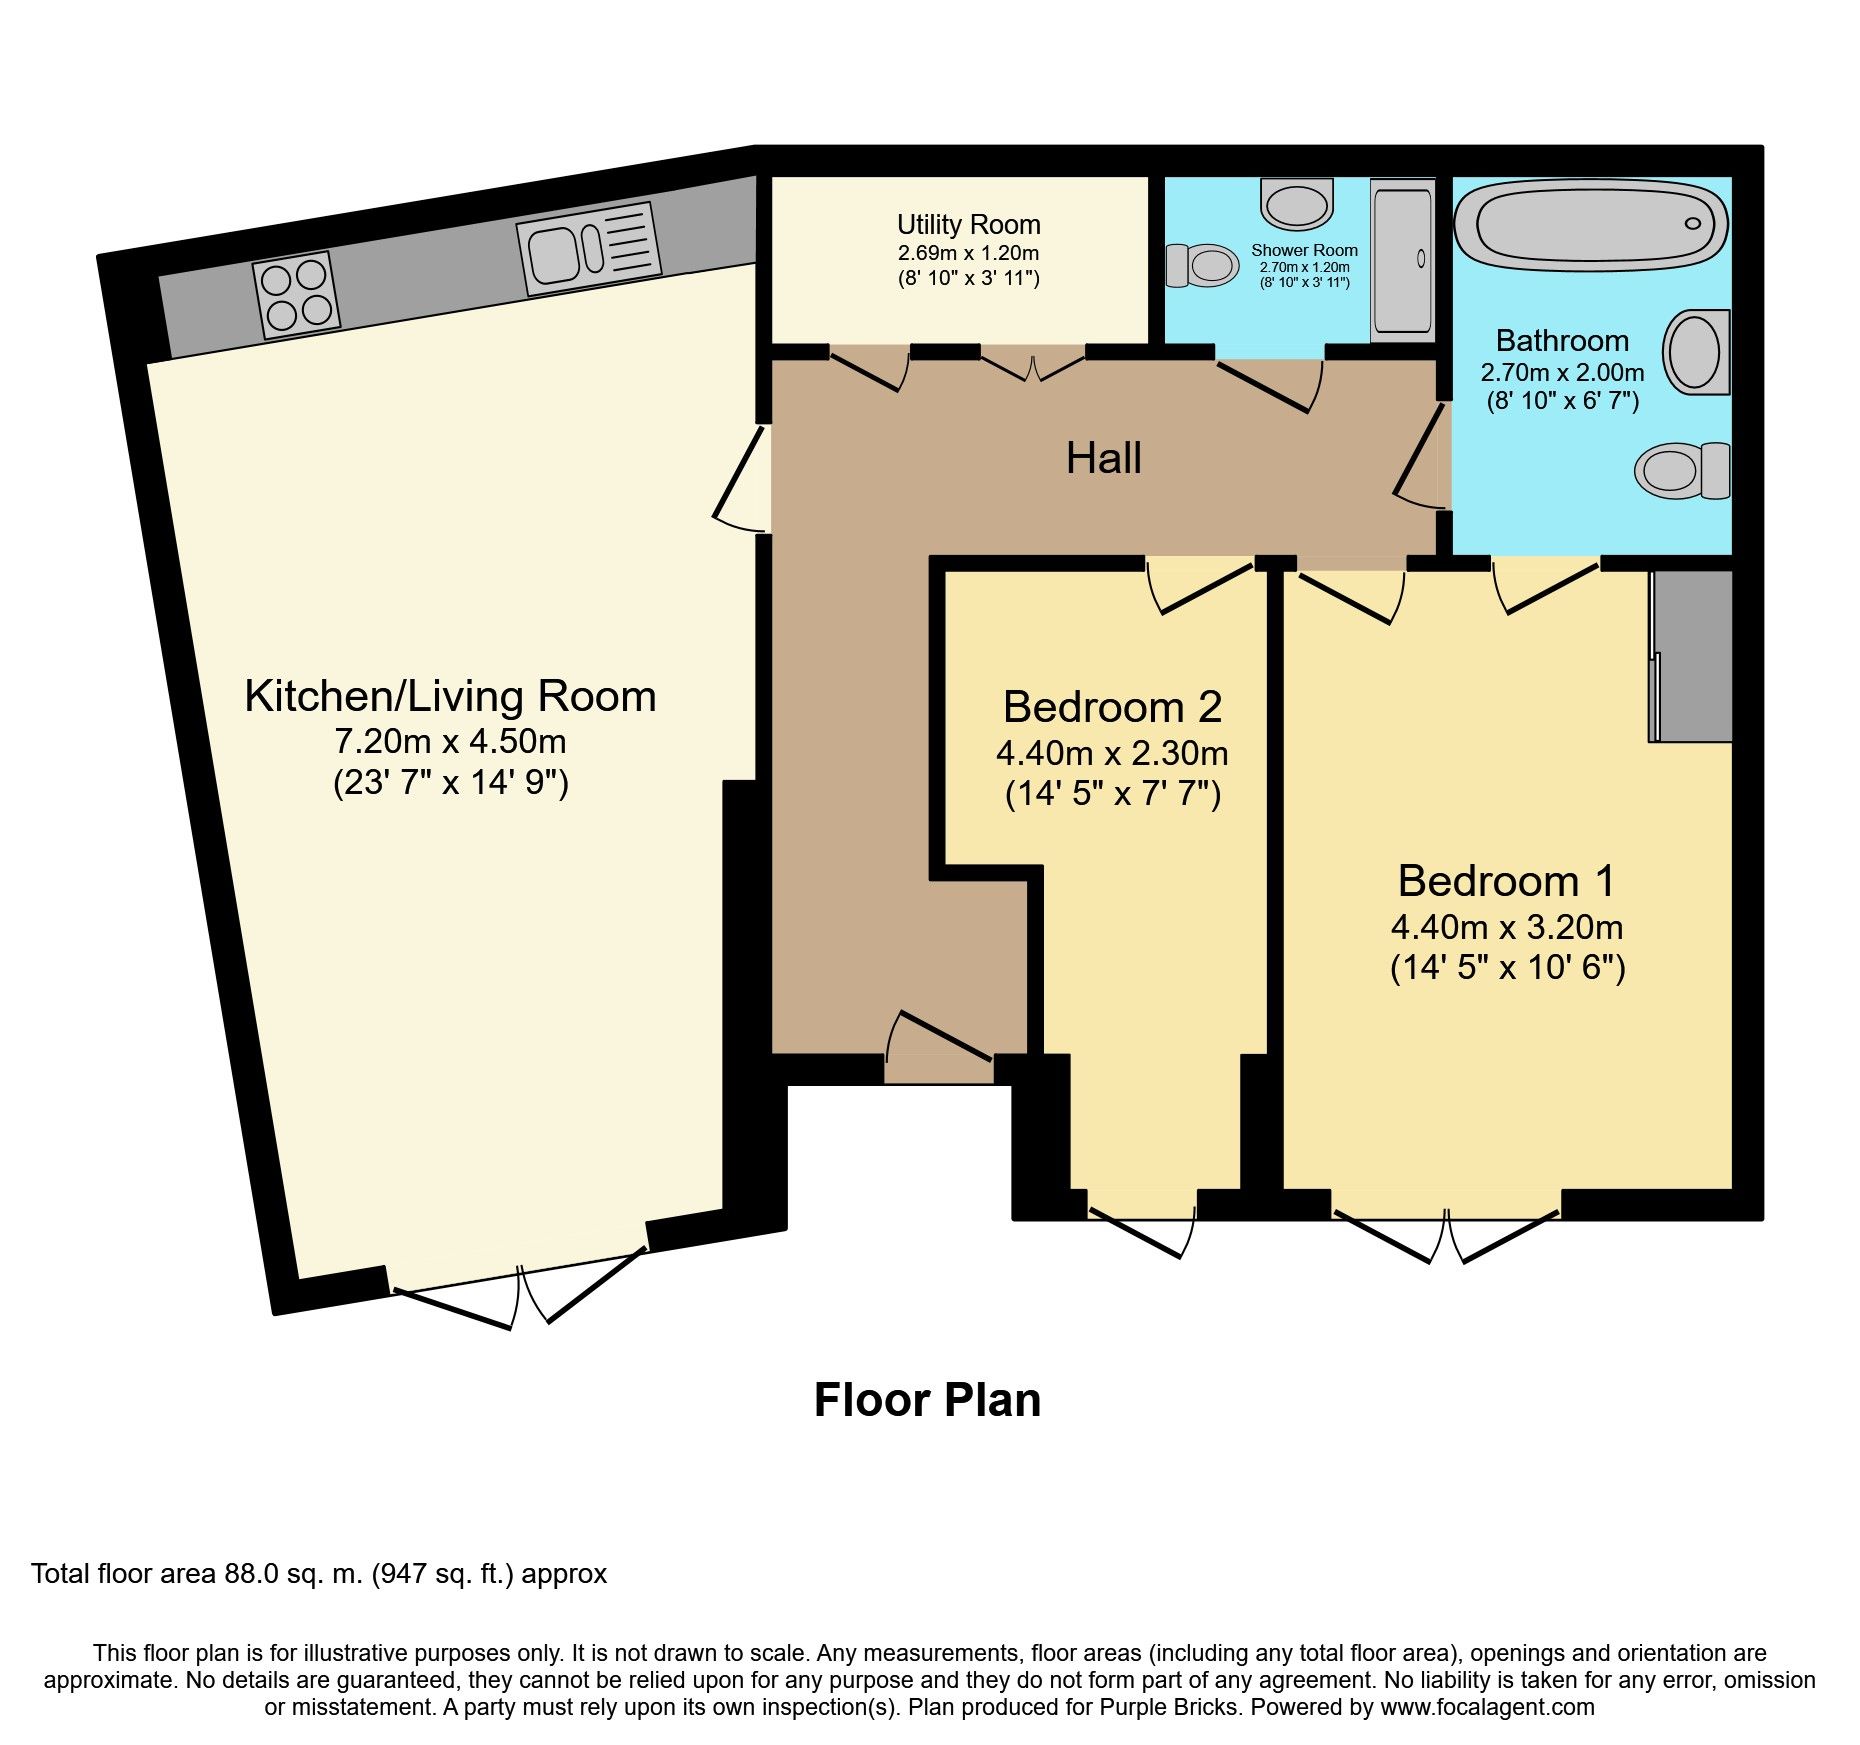 Utility Room
2.69m x 1.20m
(8' 10" x 3' 11")
Shower Room
2.70m x 1.20m
(8' 10" x 3' 11")
Bathroom
2.70m x 2.00m
(8' 10" x 6' 7")
Hall
Kitchen/Living Room
7.20m x 4.50m
(23' 7" x 14' 9")
Bedroom 2
4.40m x 2.30m
(14' 5" x 7' 7")
Bedroom 1
4.40m x 3.20m
(14' 5" x 10' 6")
Floor Plan
Total floor area 88.0 sq. m. (947 sq. ft.) approx
This floor plan is for illustrative purposes only. It is not drawn to scale. Any measurements, floor areas (including any total floor area), openings and orientation are
approximate. No details are guaranteed, they cannot be relied upon for any purpose and they do not form part of any agreement. No liability is taken for any error, omission
or misstatement. A party must rely upon its own inspection(s). Plan produced for Purple Bricks. Powered by www.focalagent.com